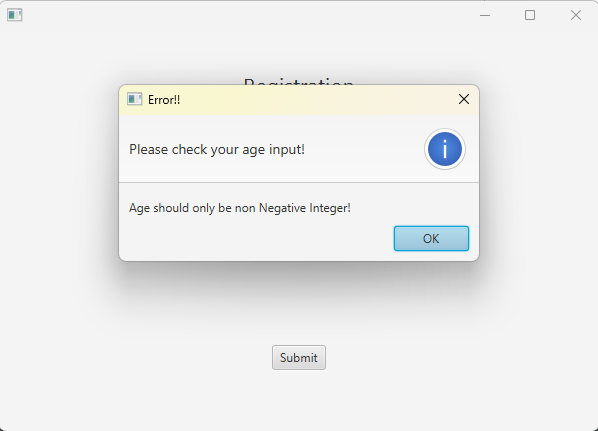 Registration
Error!!
Please check your age input!
Age should only be non Negative Integer!
OK
Submit